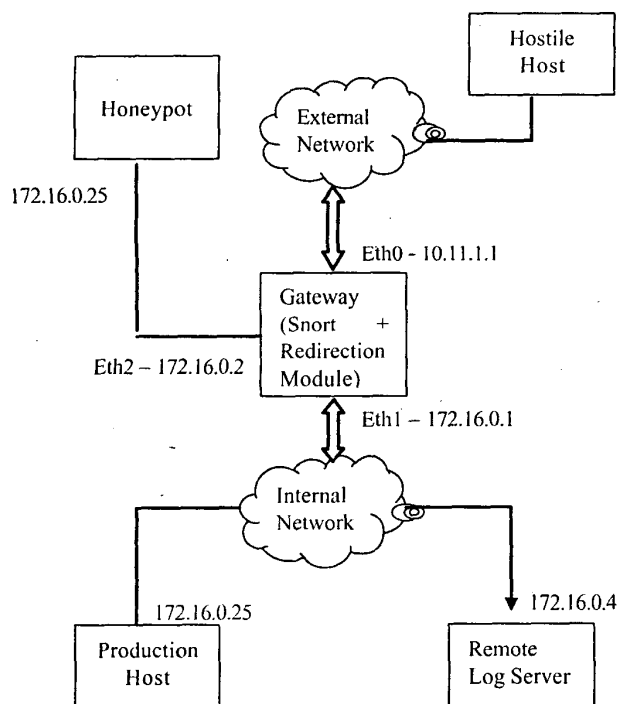 Hostile
Host
Honeypot
External
Network
172.16.0.25
Eth0 - 10.11.1.1
Gateway
(Snort +
Redirection
Module)
Eth2 – 172.16.0.2
Eth1 – 172.16.0.1
Internal
Network
172.16.0.25
172.16.0.4
Production
Host
Remote
Log Server